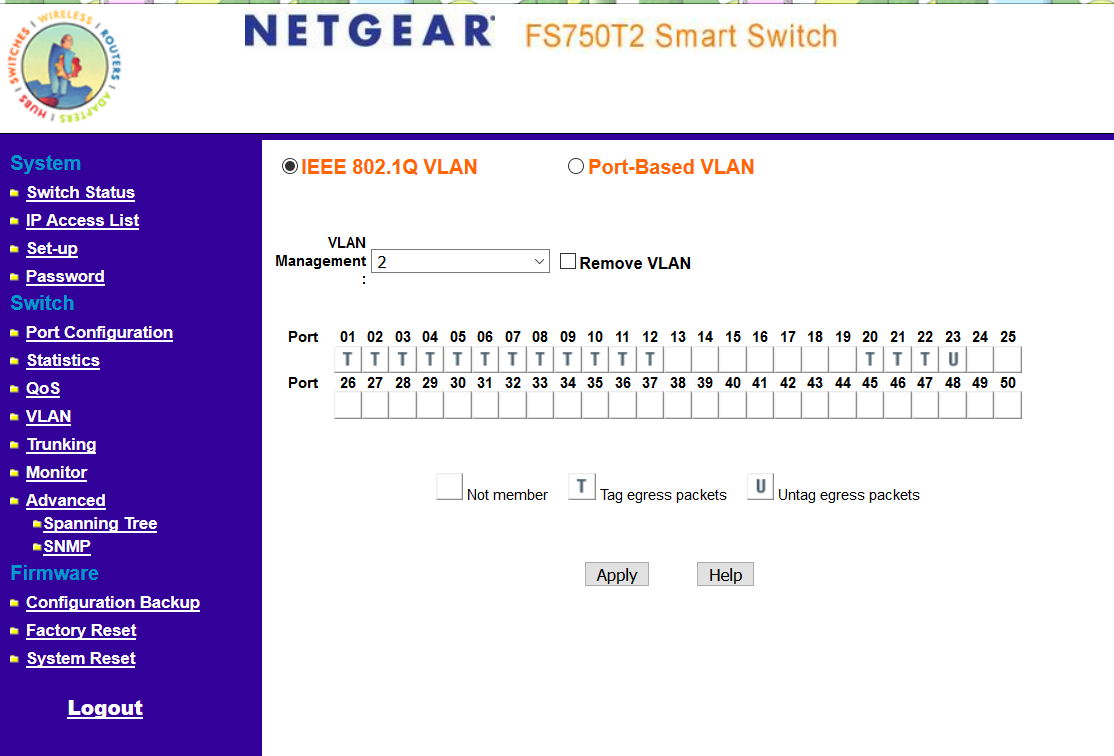 SWITCHES | WIRELESS | ROUTERS | ADAPTERS | HUBS |
NETGEAR FS750T2 Smart Switch
System
Switch Status
IP Access List
Set-up
Password
Switch
Port Configuration
Statistics
QoS
VLAN
Trunking
Monitor
Advanced
Spanning Tree
SNMP
Firmware
Configuration Backup
Factory Reset
System Reset
Logout
IEEE 802.1Q VLAN Port-Based VLAN
VLAN
Management 2 Remove VLAN
:
Port 01 02 03 04 05 06 07 08 09 10 11 12 13 14 15 16 17 18 19 20 21 22 23 24 25
T T T T T T T T T T T T T T T U
Port 26 27 28 29 30 31 32 33 34 35 36 37 38 39 40 41 42 43 44 45 46 47 48 49 50
Not member T Tag egress packets U Untag egress packets
Apply Help